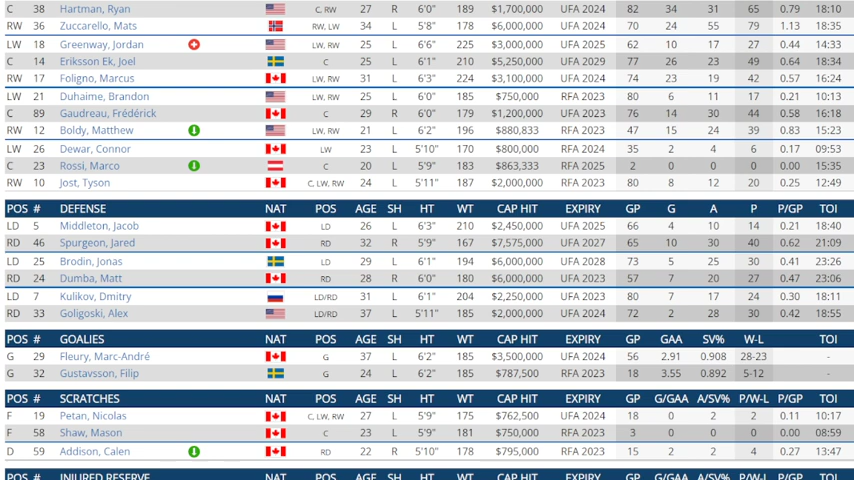 C 38 Hartman, Ryan C, RW 27 R 6'0" 189 $1,700,000 UFA 2024 82 34 31 65 0.79 18:10
RW 36 Zuccarello, Mats RW, LW 34 L 5'8" 178 $6,000,000 UFA 2024 70 24 55 79 1.13 18:35
LW 18 Greenway, Jordan LW, RW 25 L 6'6" 225 $3,000,000 UFA 2025 62 10 17 27 0.44 14:33
C 14 Eriksson Ek, Joel C 25 L 6'1" 210 $5,250,000 UFA 2029 77 26 23 49 0.64 18:34
RW 17 Foligno, Marcus LW, RW 31 L 6'3" 224 $3,100,000 UFA 2024 74 23 19 42 0.57 16:24
LW 21 Duhaime, Brandon LW, RW 25 L 6'0" 185 $750,000 RFA 2023 80 6 11 17 0.21 10:13
C 89 Gaudreau, Frédérick C 29 R 6'0" 179 $1,200,000 UFA 2023 76 14 30 44 0.58 16:18
RW 12 Boldy, Matthew LW, RW 21 L 6'2" 196 $880,833 RFA 2023 47 15 24 39 0.83 15:23
LW 26 Dewar, Connor LW 23 L 5'10" 170 $800,000 RFA 2024 35 2 4 6 0.17 09:53
C 23 Rossi, Marco C 20 L 5'9" 183 $863,333 RFA 2025 2 0 0 0 0.00 15:35
RW 10 Jost, Tyson C, LW, RW 24 L 5'11" 187 $2,000,000 RFA 2023 80 8 12 20 0.25 12:49
POS # DEFENSE NAT POS AGE SH HT WT CAP HIT EXPIRY GP G A P P/GP TOI
LD 5 Middleton, Jacob LD 26 L 6'3" 210 $2,450,000 UFA 2025 66 4 10 14 0.21 18:40
RD 46 Spurgeon, Jared RD 32 R 5'9" 167 $7,575,000 UFA 2027 65 10 30 40 0.62 21:09
LD 25 Brodin, Jonas LD 29 L 6'1" 194 $6,000,000 UFA 2028 73 5 25 30 0.41 23:26
RD 24 Dumba, Matt RD 28 R 6'0" 180 $6,000,000 UFA 2023 57 7 20 27 0.47 23:06
LD 7 Kulikov, Dmitry LD/RD 31 L 6'1" 204 $2,250,000 UFA 2023 80 7 17 24 0.30 18:11
RD 33 Goligoski, Alex LD/RD 37 L 5'11" 185 $2,000,000 UFA 2024 72 2 28 30 0.42 18:55
POS # GOALIES NAT POS AGE SH HT WT CAP HIT EXPIRY GP GAA SV% W-L TOI
G 29 Fleury, Marc-André G 37 L 6'2" 185 $3,500,000 UFA 2024 56 2.91 0.908 28-23 -
G 32 Gustavsson, Filip G 24 L 6'2" 185 $787,500 RFA 2023 18 3.55 0.892 5-12 -
POS # SCRATCHES NAT POS AGE SH HT WT CAP HIT EXPIRY GP G/GAA A/SV% P/W-L P/GP TOI
F 19 Petan, Nicolas C, LW, RW 27 L 5'9" 175 $762,500 UFA 2024 18 0 2 2 0.11 10:17
F 58 Shaw, Mason C 23 L 5'9" 181 $750,000 RFA 2023 3 0 0 0 0.00 08:59
D 59 Addison, Calen RD 22 R 5'10" 178 $795,000 RFA 2023 15 2 2 4 0.27 13:47
POS # INJURED RESERVE NAT POS AGE SH HT WT CAP HIT EXPIRY GP G/GAA A/SV% P/W-L P/GP TOI